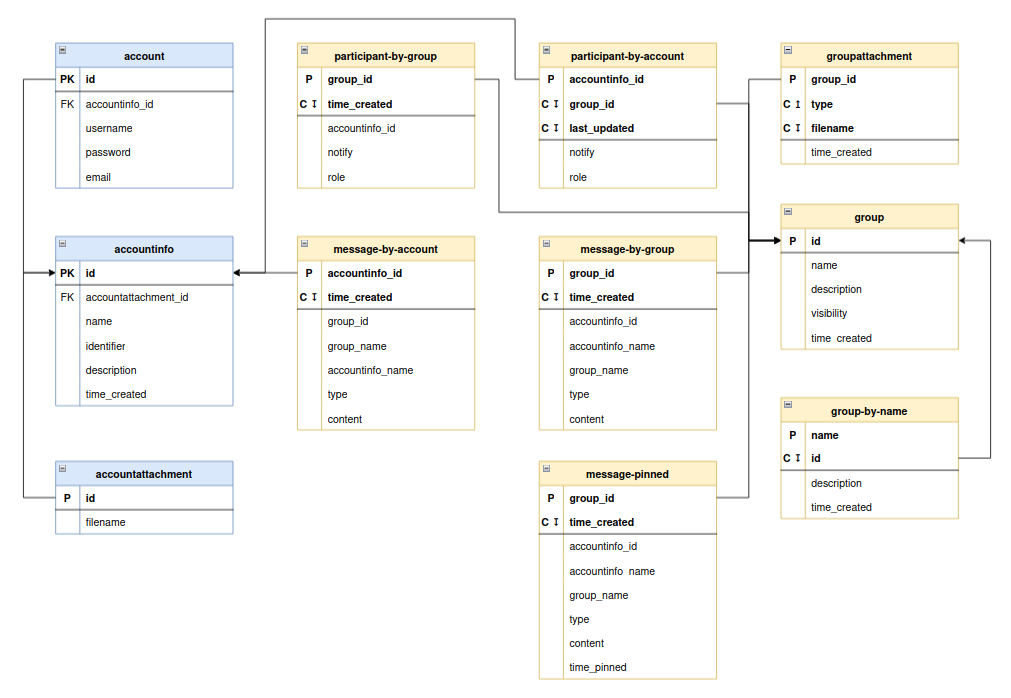 account
PK id
FK accountinfo_id
username
password
email
participant-by-group
P group_id
C ↧ time_created
accountinfo_id
notify
role
participant-by-account
P accountinfo_id
C ↧ group_id
C ↧ last_updated
notify
role
groupattachment
P group_id
C ↧ type
C ↧ filename
time_created
accountinfo
PK id
FK accountattachment_id
name
identifier
description
time_created
message-by-account
P accountinfo_id
C ↧ time_created
group_id
group_name
accountinfo_name
type
content
message-by-group
P group_id
C ↧ time_created
accountinfo_id
accountinfo_name
group_name
type
content
group
P id
name
description
visibility
time_created
accountattachment
P id
filename
message-pinned
P group_id
C ↧ time_created
accountinfo_id
accountinfo_name
group_name
type
content
time_pinned
group-by-name
P name
C ↧ id
description
time_created